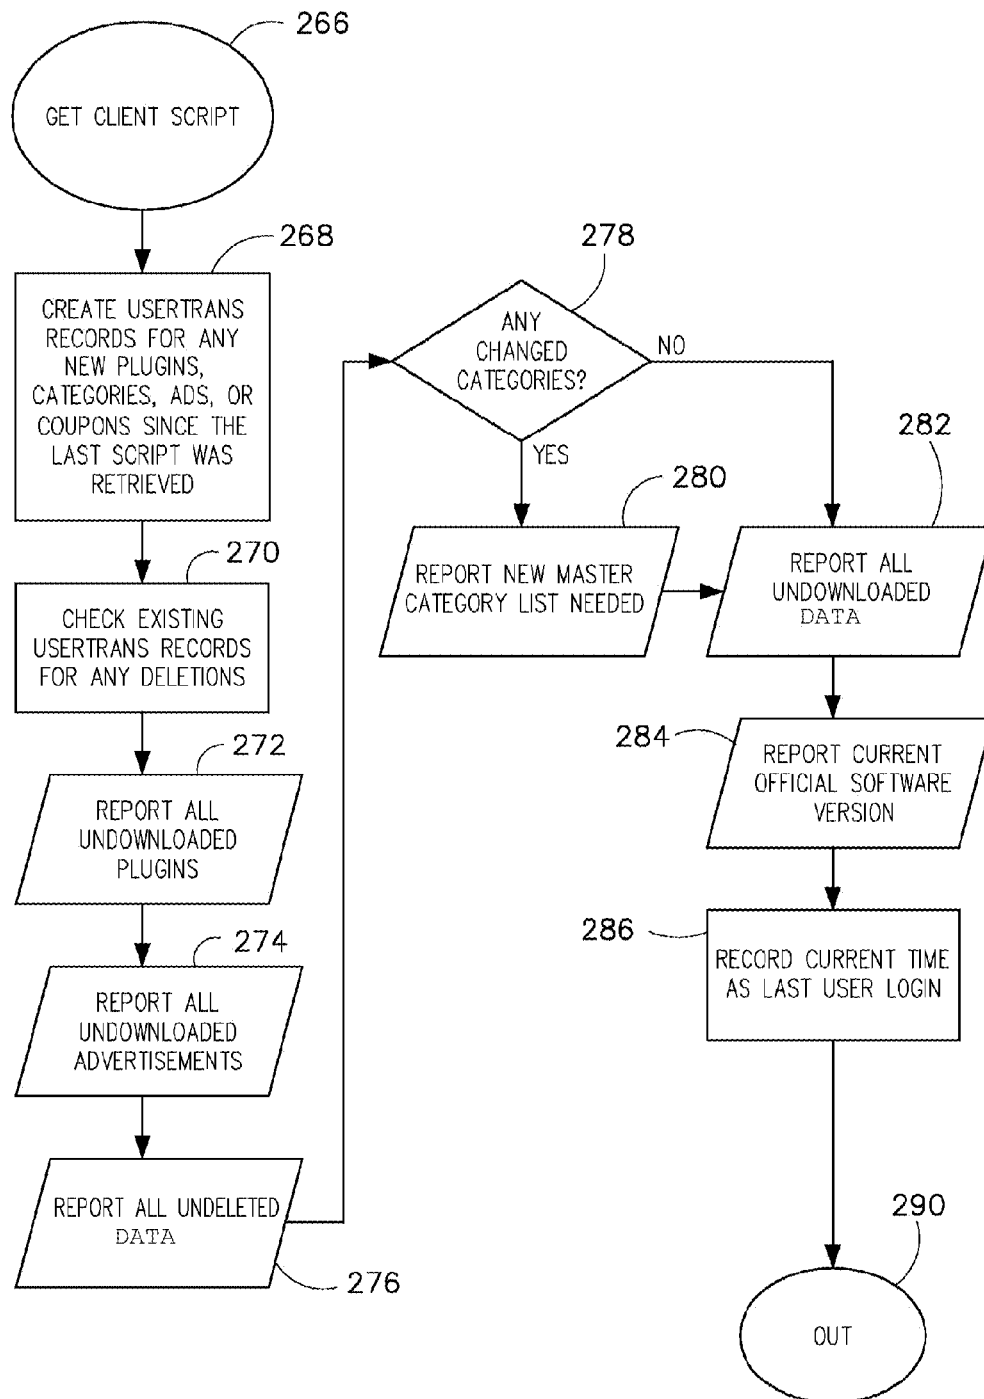 266
GET CLIENT SCRIPT
268
CREATE USERTRANS
RECORDS FOR ANY
NEW PLUGINS,
CATEGORIES, ADS, OR
COUPONS SINCE THE
LAST SCRIPT WAS
RETRIEVED
270
CHECK EXISTING
USERTRANS RECORDS
FOR ANY DELETIONS
272
REPORT ALL
UNDOWNLOADED
PLUGINS
274
REPORT ALL
UNDOWNLOADED
ADVERTISEMENTS
REPORT ALL UNDELETED
DATA
276
278
ANY
CHANGED
CATEGORIES?
NO
YES
280
REPORT NEW MASTER
CATEGORY LIST NEEDED
282
REPORT ALL
UNDOWNLOADED
DATA
284
REPORT CURRENT
OFFICIAL SOFTWARE
VERSION
286
RECORD CURRENT TIME
AS LAST USER LOGIN
290
OUT